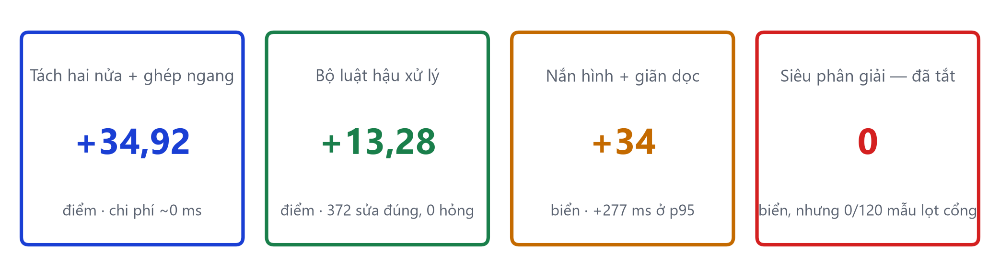 Tách hai nửa + ghép ngang
+34,92
điểm · chi phí ~0 ms
Bộ luật hậu xử lý
+13,28
điểm · 372 sửa đúng, 0 hỏng
Nắn hình + giãn dọc
+34
biển · +277 ms ở p95
Siêu phân giải — đã tắt
0
biển, nhưng 0/120 mẫu lọt cổng